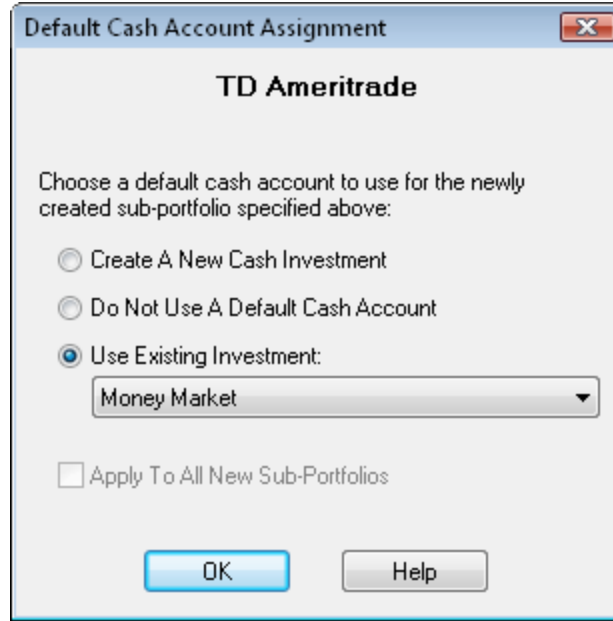 Default Cash Account Assignment
TD Ameritrade
Choose a default cash account to use for the newly
created sub-portfolio specified above:
Create A New Cash Investment
Do Not Use A Default Cash Account
Use Existing Investment:
Money Market
Apply To All New Sub-Portfolios
OK
Help